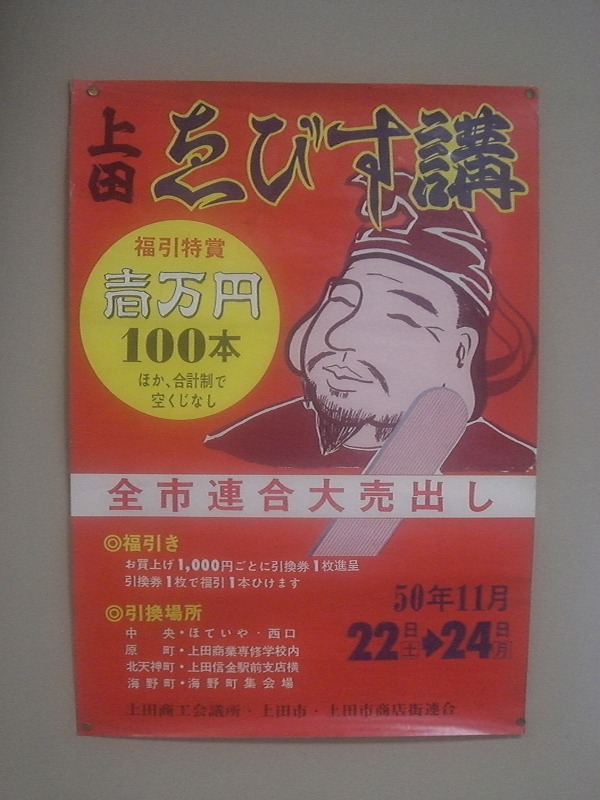 上田
ゑびす講
福引特賞
壱万円
100本
ほか、合計制で
空くじなし
全市連合大売出し
◎福引き
お買上げ1,000円ごとに引換券1枚進呈
引換券1枚で福引1本ひけます
◎引換場所
中央・ほていや・西口
原町・上田商業専修学校内
北天神町・上田信金駅前支店横
海野町・海野町集会場
50年11月
22日(土)→24日(月)
上田商工会議所・上田市・上田市商店街連合